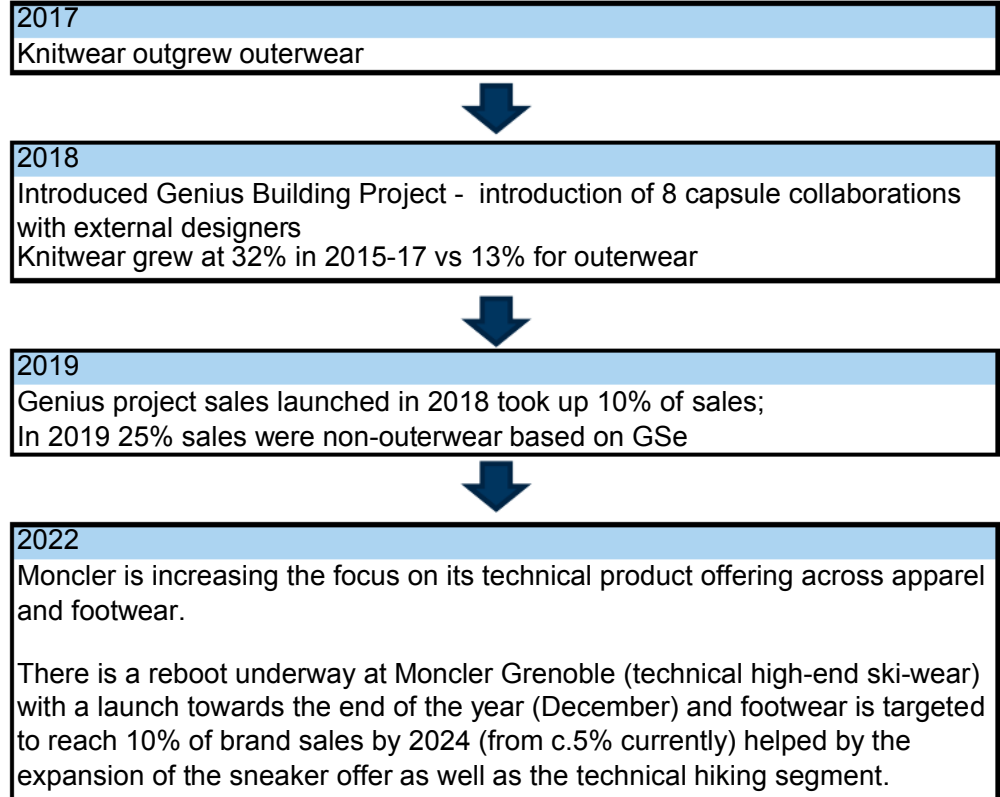 2017
Knitwear outgrew outerwear
2018
Introduced Genius Building Project -  introduction of 8 capsule collaborations
with external designers
Knitwear grew at 32% in 2015-17 vs 13% for outerwear
2019
Genius project sales launched in 2018 took up 10% of sales;
In 2019 25% sales were non-outerwear based on GSe
2022
Moncler is increasing the focus on its technical product offering across apparel
and footwear.
There is a reboot underway at Moncler Grenoble (technical high-end ski-wear)
with a launch towards the end of the year (December) and footwear is targeted
to reach 10% of brand sales by 2024 (from c.5% currently) helped by the
expansion of the sneaker offer as well as the technical hiking segment.